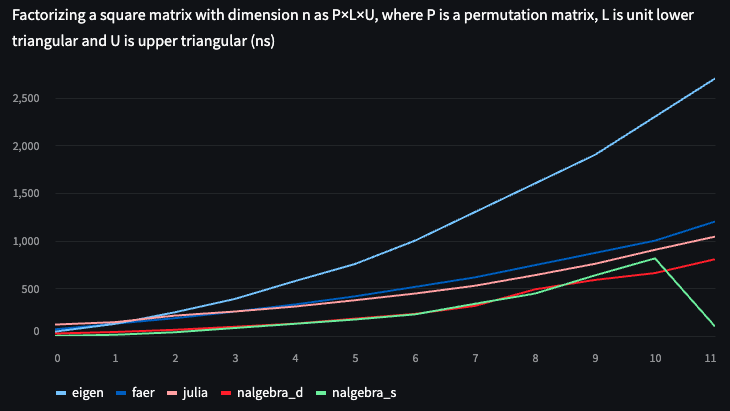 Factorizing a square matrix with dimension n as P×L×U, where P is a permutation matrix, L is unit lower
triangular and U is upper triangular (ns)
2,500
2,000
1,500
1,000
500
0
0 1 2 3 4 5 6 7 8 9 10 11
eigen faer julia nalgebra_d nalgebra_s